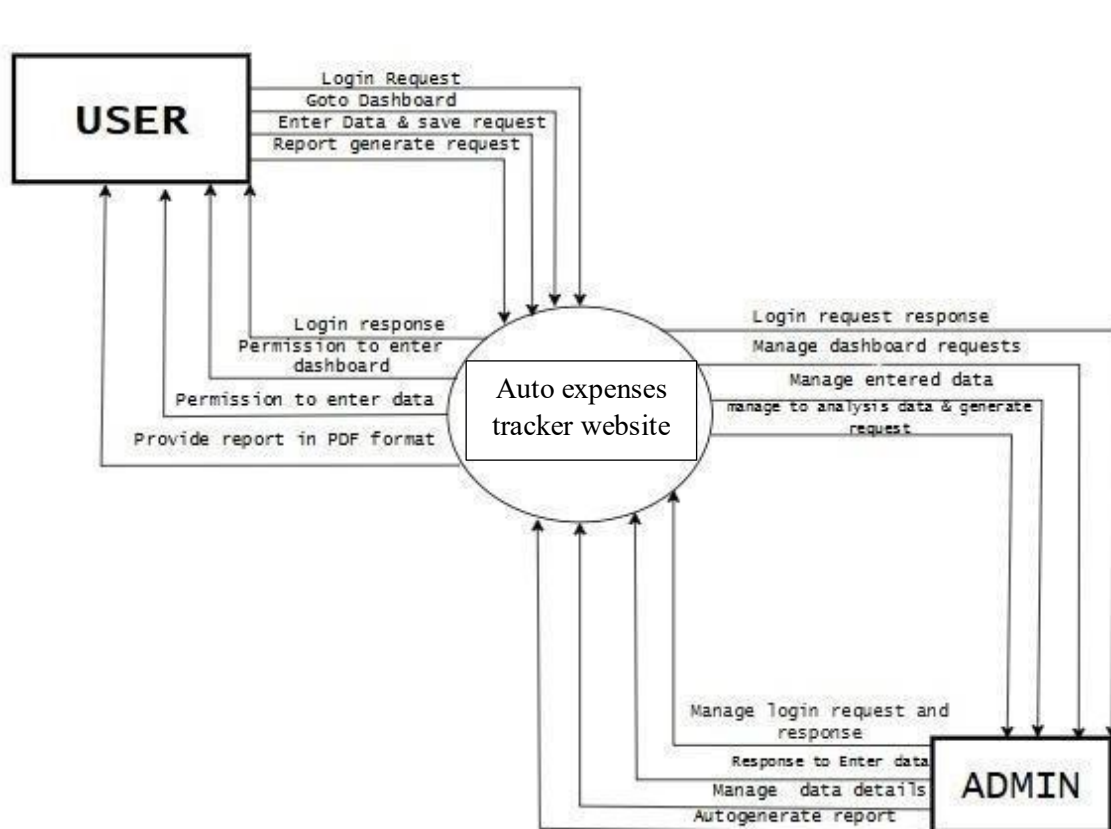 Login Request
Goto Dashboard
USER
Enter Data & save request
Report generate request
Login response
Permission to enter
dashboard
Permission to enter data
Provide report in PDF format
Auto expenses
tracker website
Login request response
Manage dashboard requests
Manage entered data
manage to analysis data & generate
request
Manage login request and
response
Response to Enter data
Manage data details
Autogenerate report
ADMIN